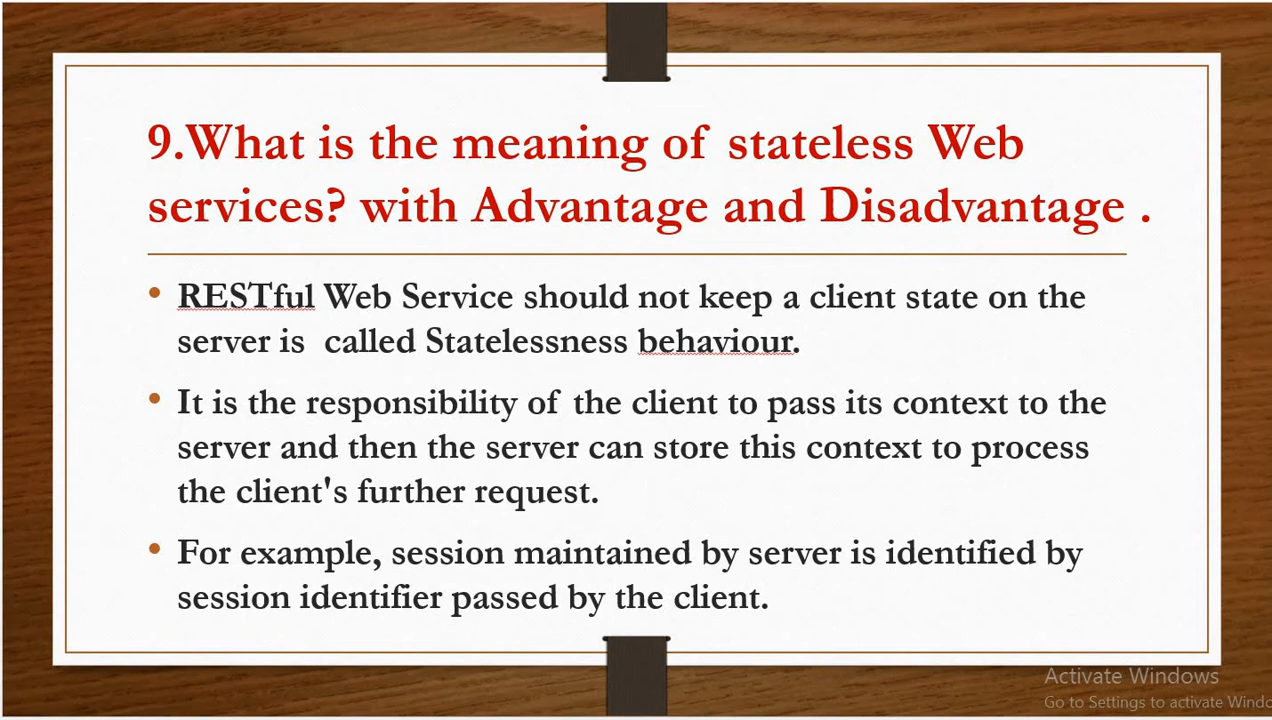 9.What is the meaning of stateless Web
services? with Advantage and Disadvantage .
• RESTful Web Service should not keep a client state on the
server is called Statelessness behaviour.
• It is the responsibility of the client to pass its context to the
server and then the server can store this context to process
the client's further request.
• For example, session maintained by server is identified by
session identifier passed by the client.
Activate Windows
Go to Settings to activate Windo